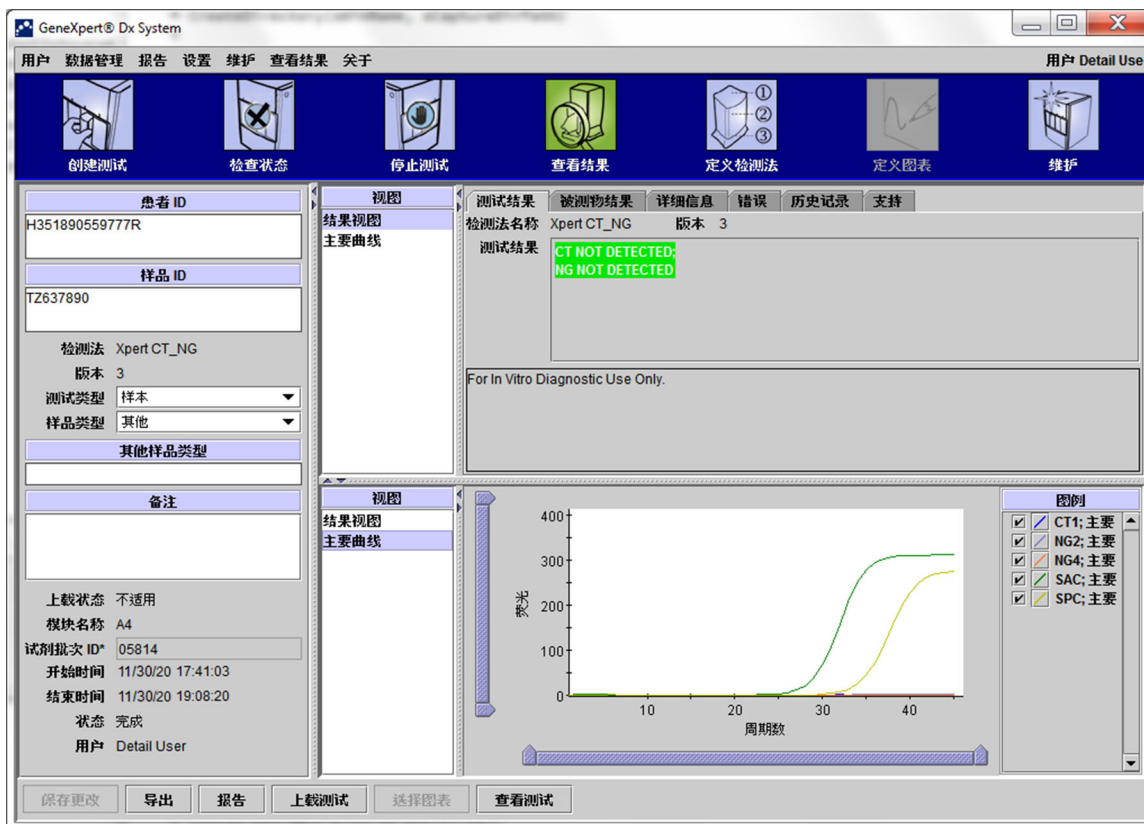 GeneXpert® Dx System
用户 数据管理 报告 设置 维护 查看结果 关于
用户 Detail Use
创建测试
检查状态
停止测试
查看结果
①
②
③
定义检测法
定义图表
维护
患者 ID
H351890559777R
样品 ID
TZ637890
检测法 Xpert CT_NG
版本 3
测试类型 样本
样品类型 其他
其他样品类型
备注
上载状态 不适用
模块名称 A4
试剂批次 ID* 05814
开始时间 11/30/20 17:41:03
结束时间 11/30/20 19:08:20
状态 完成
用户 Detail User
视图
结果视图
主要曲线
测试结果 被测物结果 详细信息 错误 历史记录 支持
检测法名称 Xpert CT_NG 版本 3
测试结果
CT NOT DETECTED;
NG NOT DETECTED
For In Vitro Diagnostic Use Only.
视图
结果视图
主要曲线
400
300
200
100
0
荧光
10 20 30 40
周期数
图例
CT1; 主要
NG2; 主要
NG4; 主要
SAC; 主要
SPC; 主要
保存更改 导出 报告 上载测试 选择图表 查看测试